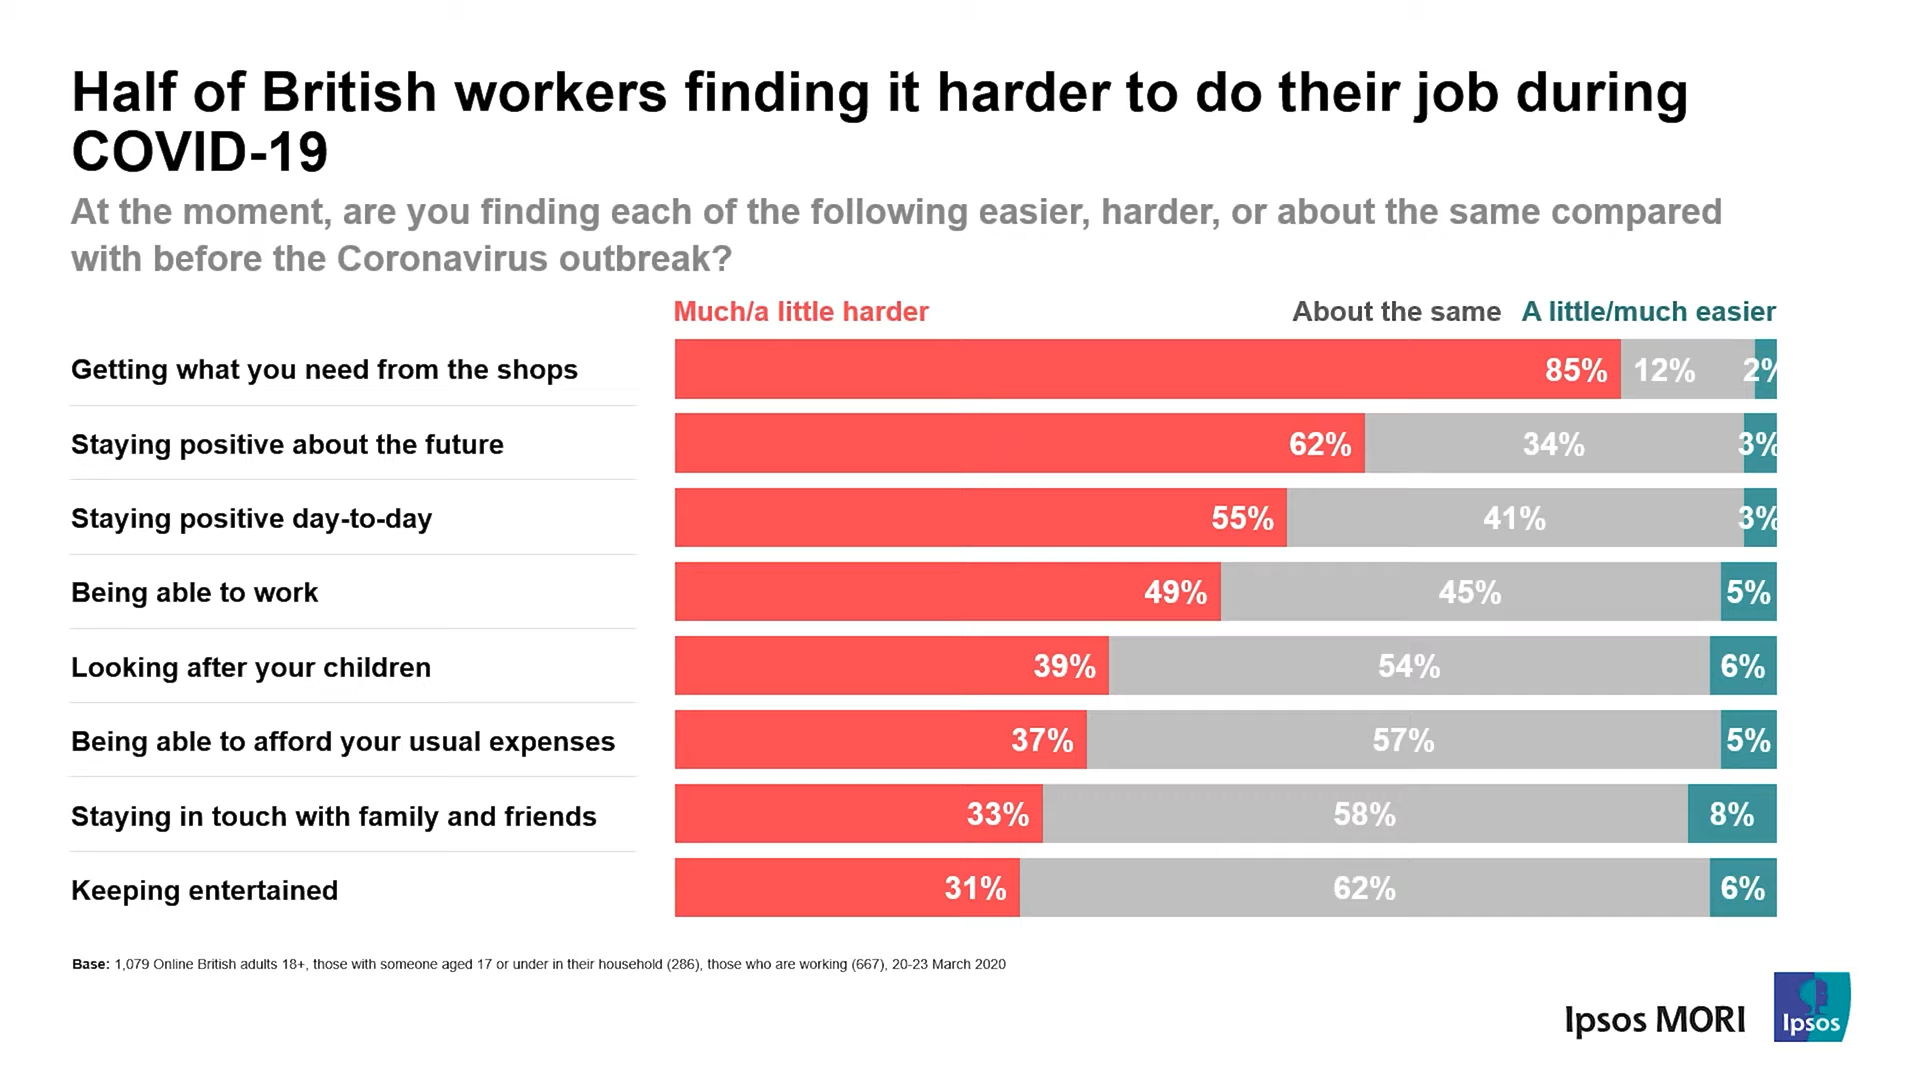 Half of British workers finding it harder to do their job during
COVID-19
At the moment, are you finding each of the following easier, harder, or about the same compared
with before the Coronavirus outbreak?
Much/a little harder About the same A little/much easier
Getting what you need from the shops 85% 12% 2%
Staying positive about the future 62% 34% 3%
Staying positive day-to-day 55% 41% 3%
Being able to work 49% 45% 5%
Looking after your children 39% 54% 6%
Being able to afford your usual expenses 37% 57% 5%
Staying in touch with family and friends 33% 58% 8%
Keeping entertained 31% 62% 6%
Base: 1,079 Online British adults 18+, those with someone aged 17 or under in their household (286), those who are working (667), 20-23 March 2020
Ipsos MORI Ipsos